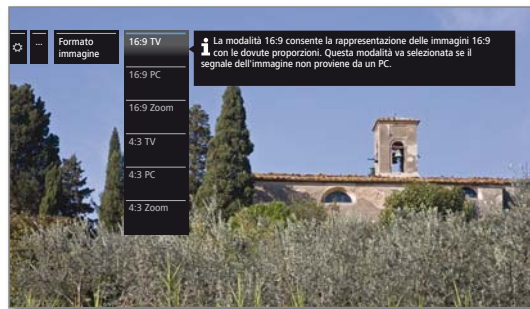 ...
Formato
immagine
16:9 TV
16:9 PC
16:9 Zoom
4:3 TV
4:3 PC
4:3 Zoom
La modalità 16:9 consente la rappresentazione delle immagini 16:9
con le dovute proporzioni. Questa modalità va selezionata se il
segnale dell'immagine non proviene da un PC.